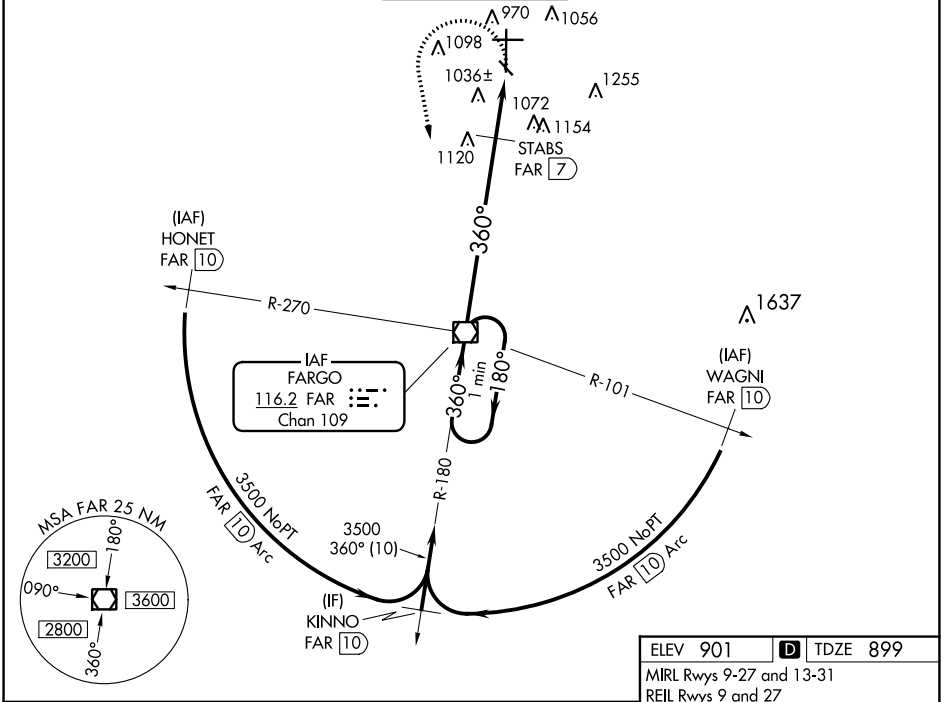 970
1056
1098
1036±
1255
1072
1154
1120
STABS
FAR 7
360°
(IAF)
HONET
FAR 10
R-270
1637
IAF
FARGO
116.2 FAR
Chan 109
360°
1 min
180°
R-101
(IAF)
WAGNI
FAR 10
R-180
3500 NoPT
FAR 10 Arc
3500
360° (10)
3500 NoPT
FAR 10 Arc
(IF)
KINNO
FAR 10
MSA FAR 25 NM
180°
3200
090°
3600
2800
360°
ELEV 901 D TDZE 899
MIRL Rwys 9-27 and 13-31
REIL Rwys 9 and 27